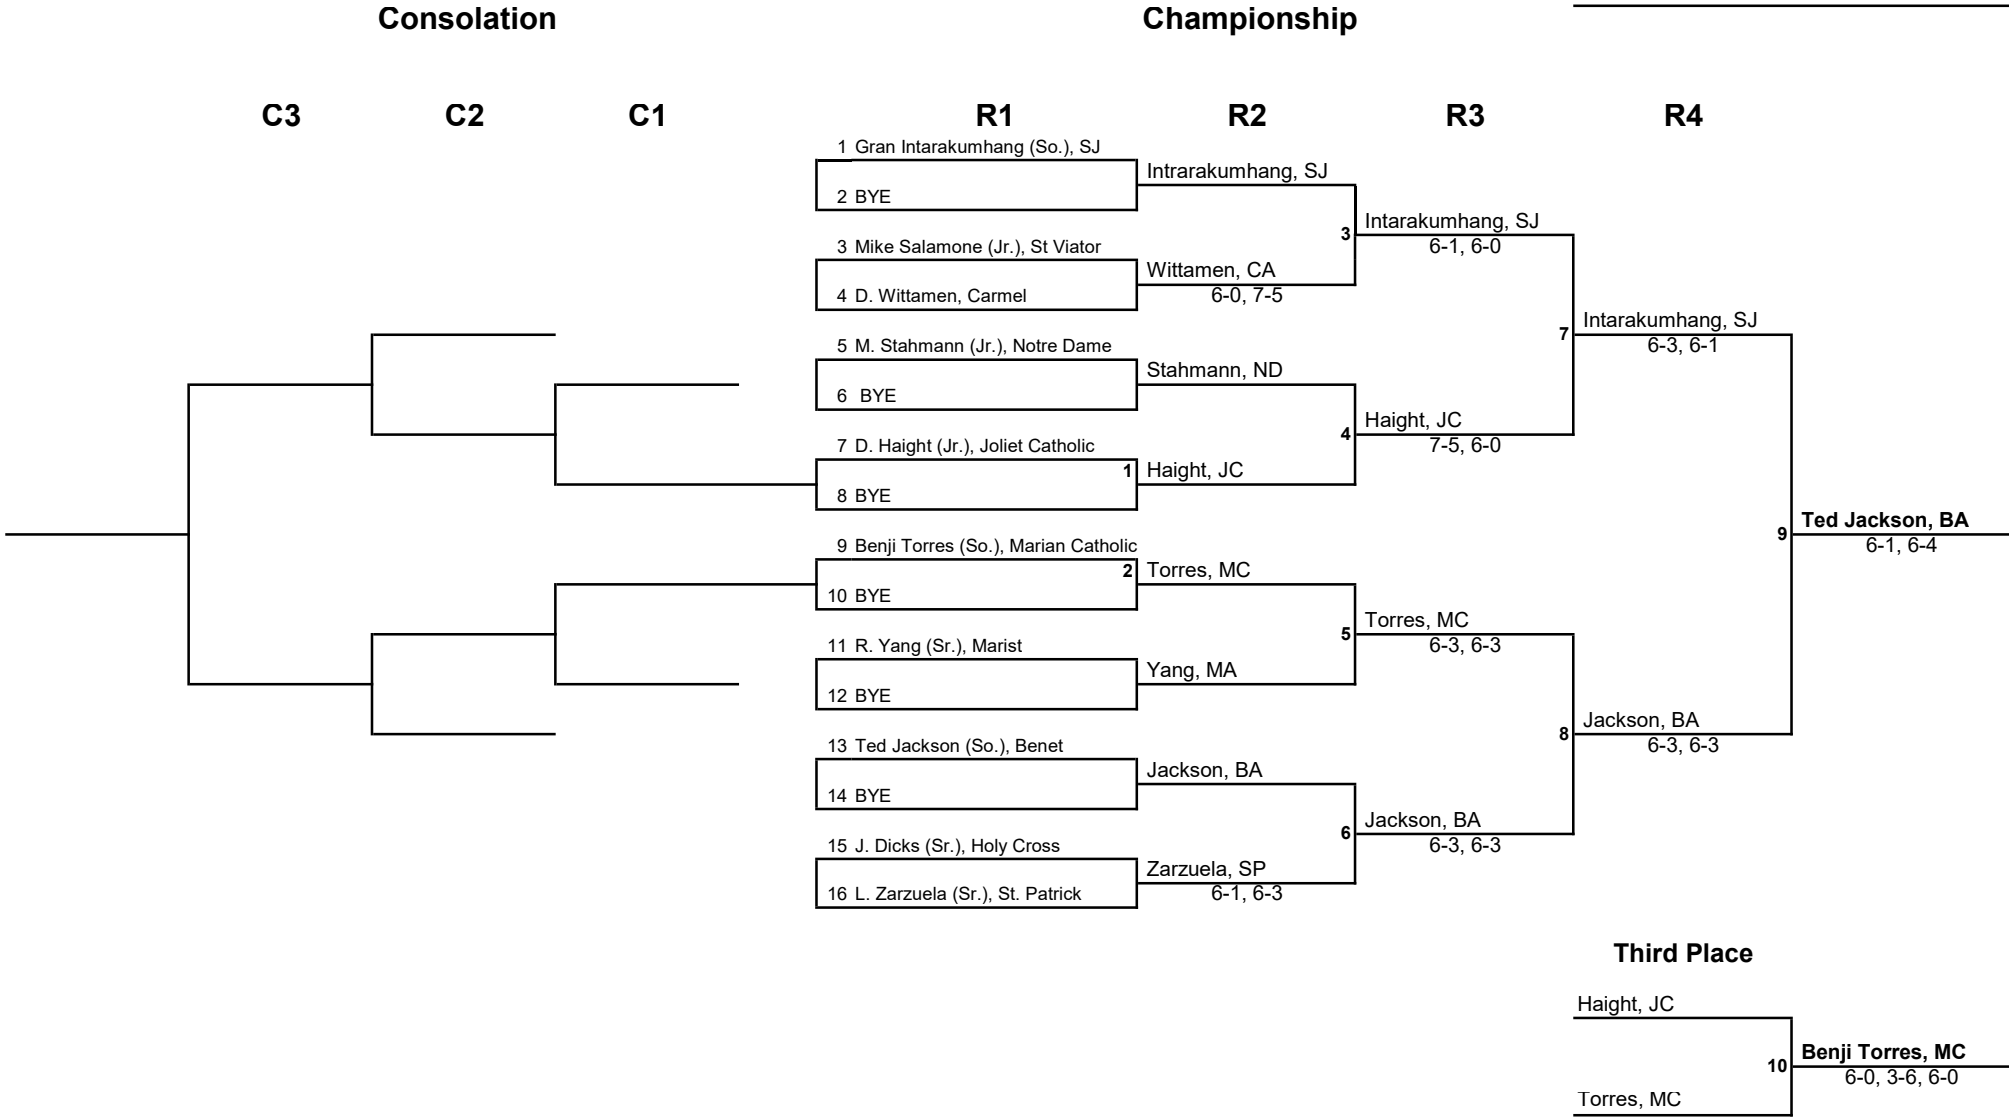 Consolation
Championship
C3
C2
C1
R1
R2
R3
R4
1 Gran Intarakumhang (So.), SJ
Intrarakumhang, SJ
2 BYE
Intarakumhang, SJ
3
6-1, 6-0
3 Mike Salamone (Jr.), St Viator
Wittamen, CA
6-0, 7-5
4 D. Wittamen, Carmel
Intarakumhang, SJ
7
6-3, 6-1
5 M. Stahmann (Jr.), Notre Dame
Stahmann, ND
6 BYE
Haight, JC
4
7-5, 6-0
7 D. Haight (Jr.), Joliet Catholic
1
Haight, JC
8 BYE
Ted Jackson, BA
9
6-1, 6-4
9 Benji Torres (So.), Marian Catholic
2
Torres, MC
10 BYE
Torres, MC
5
6-3, 6-3
11 R. Yang (Sr.), Marist
Yang, MA
12 BYE
Jackson, BA
8
6-3, 6-3
13 Ted Jackson (So.), Benet
Jackson, BA
14 BYE
Jackson, BA
6
6-3, 6-3
15 J. Dicks (Sr.), Holy Cross
Zarzuela, SP
6-1, 6-3
16 L. Zarzuela (Sr.), St. Patrick
Third Place
Haight, JC
Benji Torres, MC
10
6-0, 3-6, 6-0
Torres, MC